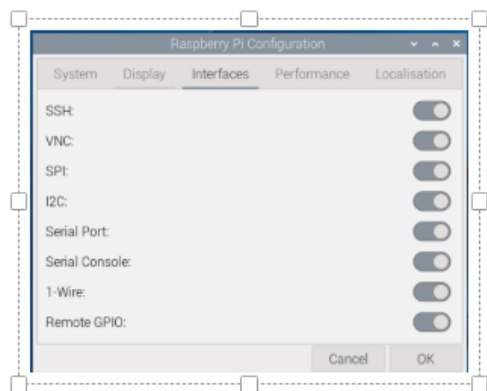 Raspberry Pi Configuration
System Display Interfaces Performance Localisation
SSH:
VNC:
SPI:
I2C:
Serial Port:
Serial Console:
1-Wire:
Remote GPIO:
Cancel OK